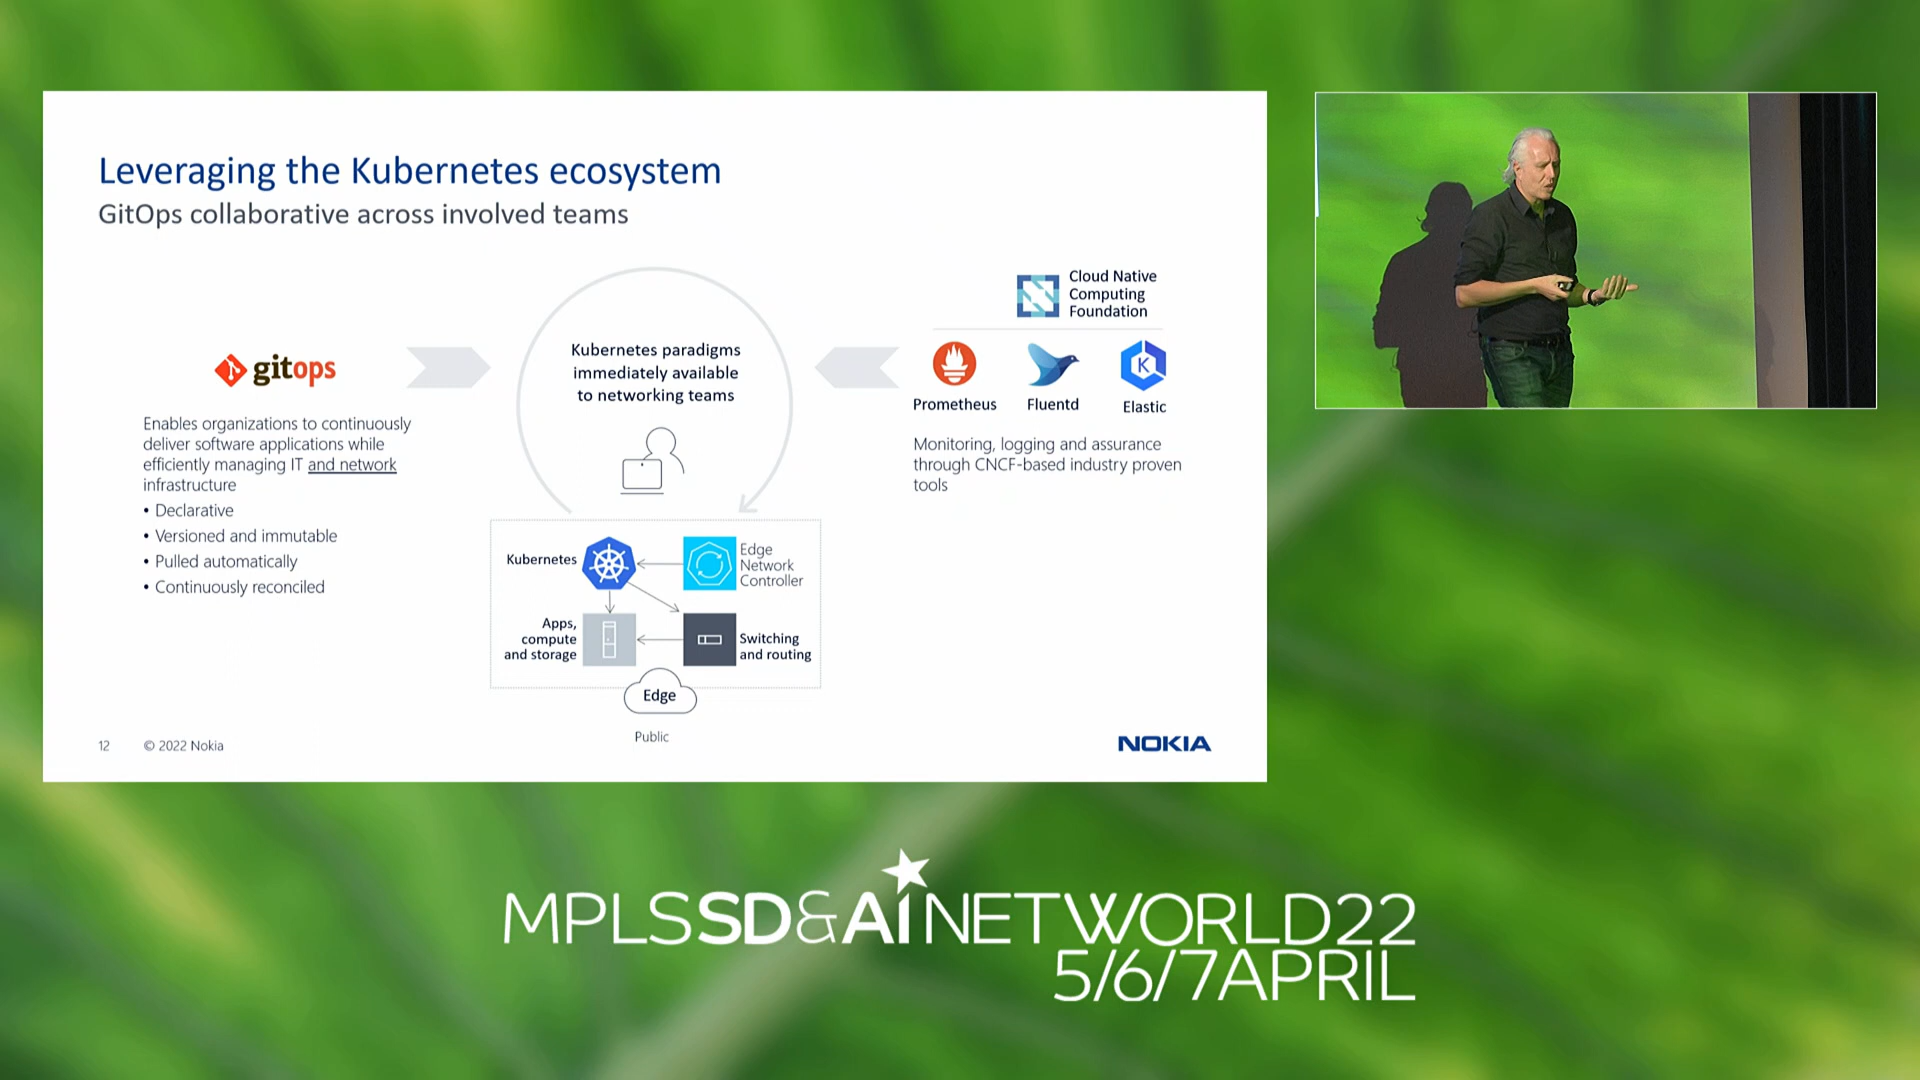 Leveraging the Kubernetes ecosystem
GitOps collaborative across involved teams
gitops
Enables organizations to continuously
deliver software applications while
efficiently managing IT and network
infrastructure
• Declarative
• Versioned and immutable
• Pulled automatically
• Continuously reconciled
Kubernetes paradigms
immediately available
to networking teams
Kubernetes
Edge
Network
Controller
Apps,
compute
and storage
Switching
and routing
Edge
Cloud Native
Computing
Foundation
K
Prometheus
Fluentd
Elastic
Monitoring, logging and assurance
through CNCF-based industry proven
tools
12
© 2022 Nokia
Public
NOKIA
MPLSSD&AINETWORLD22
5/6/7APRIL